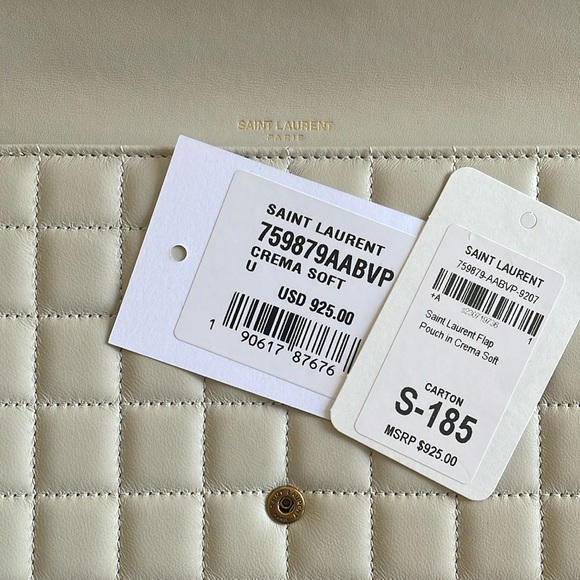 SAINT LAURENT
PARIS
SAINT LAURENT
759879AABVP
CREMA SOFT
U
USD 925.00
1 90617 87676
SAINT LAURENT
759879-AABVP-9207
+A
1
Saint Laurent Flap
Pouch in Crema Soft
CARTON
S-185
MSRP $925.00